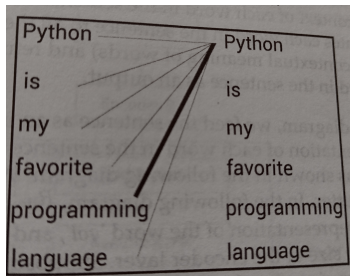 Python Python
is is
my my
favorite favorite
programming programming
language language